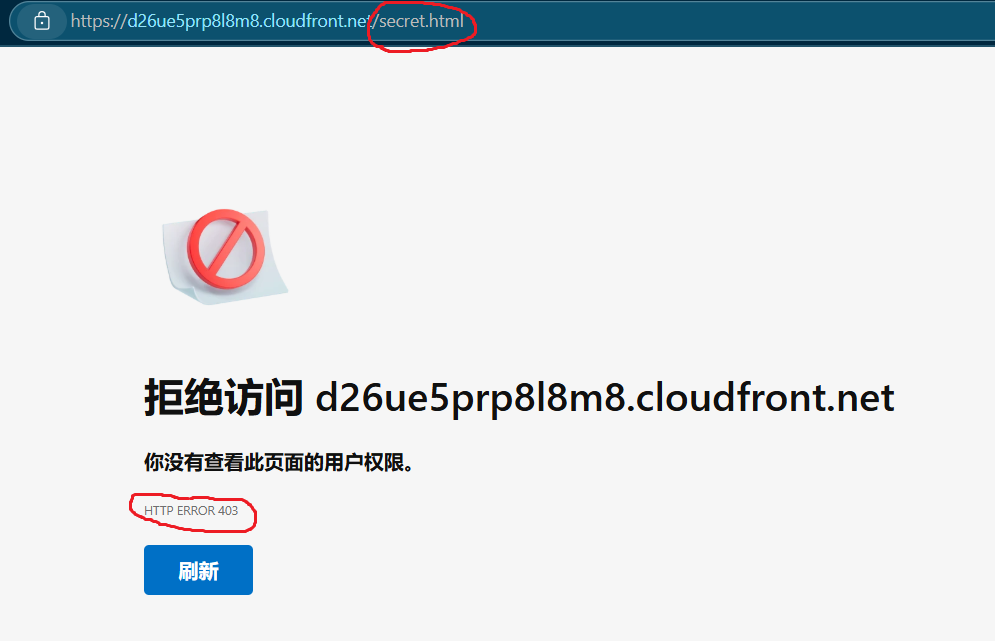 https://d26ue5prp8l8m8.cloudfront.net/secret.html
拒绝访问 d26ue5prp8l8m8.cloudfront.net
你没有查看此页面的用户权限。
HTTP ERROR 403
刷新